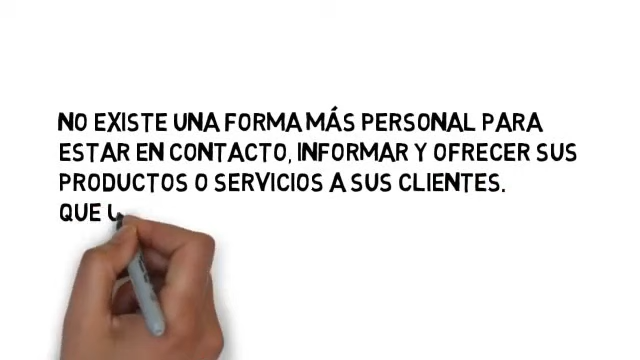 NO EXISTE UNA FORMA MÁS PERSONAL PARA
ESTAR EN CONTACTO, INFORMAR Y OFRECER SUS
PRODUCTOS O SERVICIOS A SUS CLIENTES.
QUE